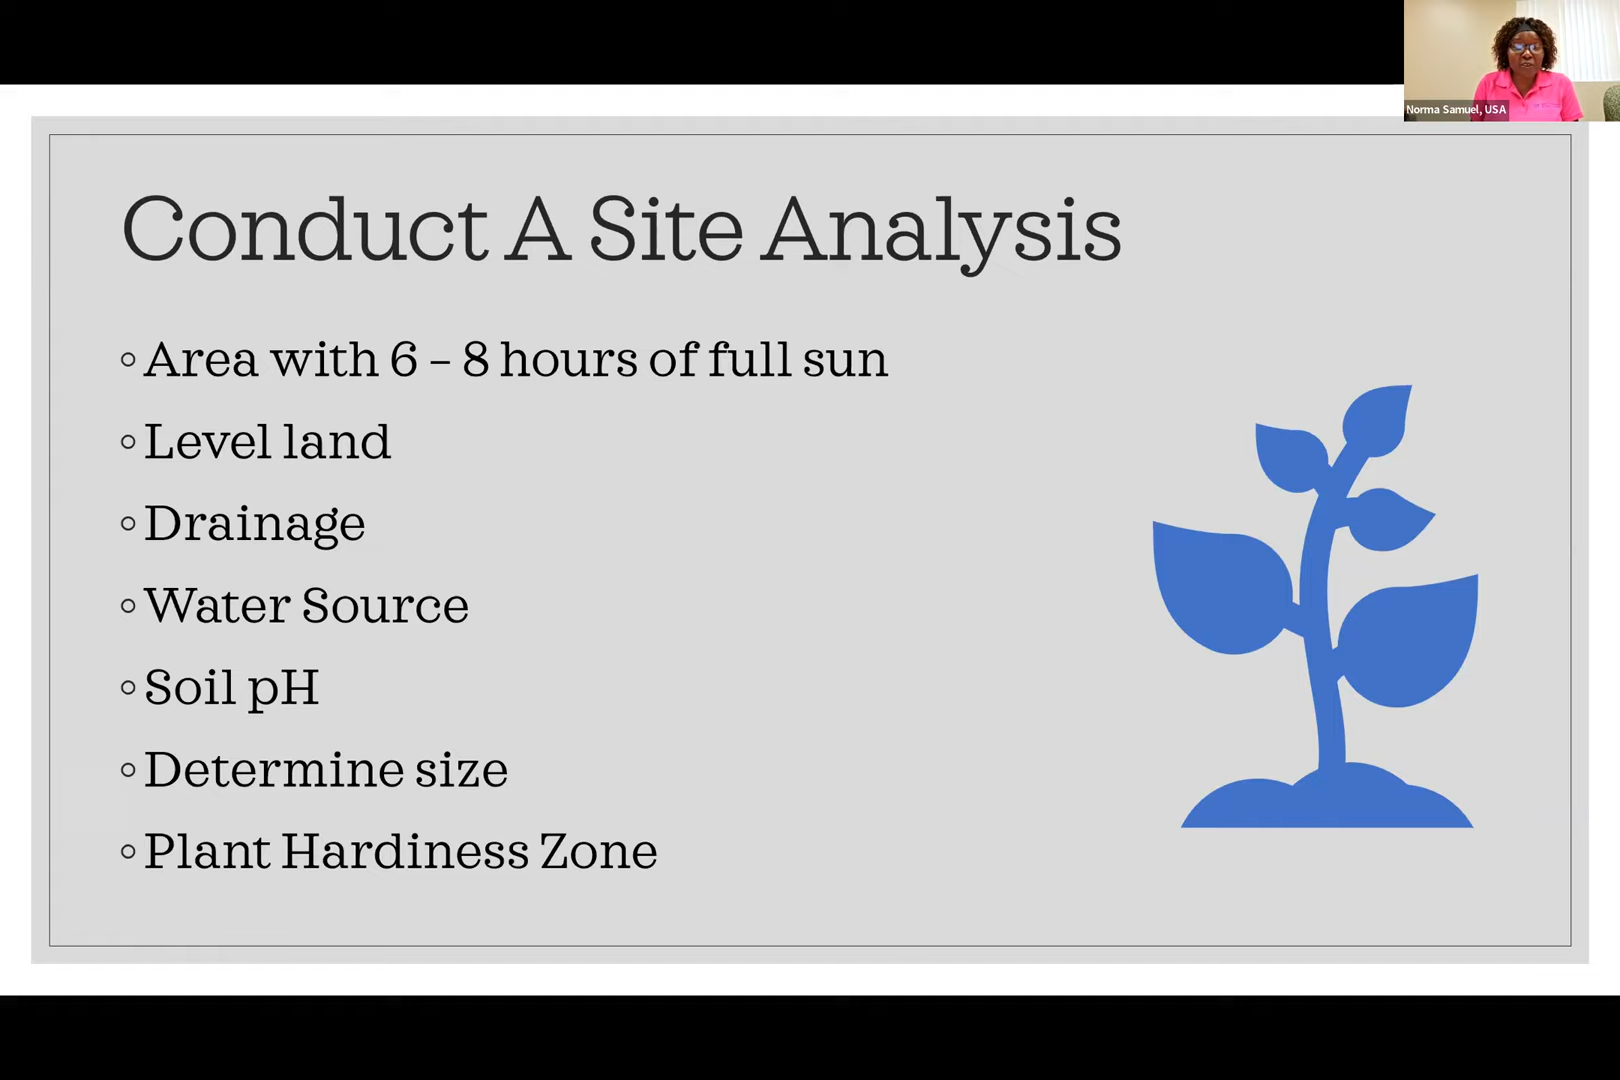 Norma Samuel, USA
Conduct A Site Analysis
◦Area with 6 – 8 hours of full sun
◦Level land
◦Drainage
◦Water Source
◦Soil pH
◦Determine size
◦Plant Hardiness Zone